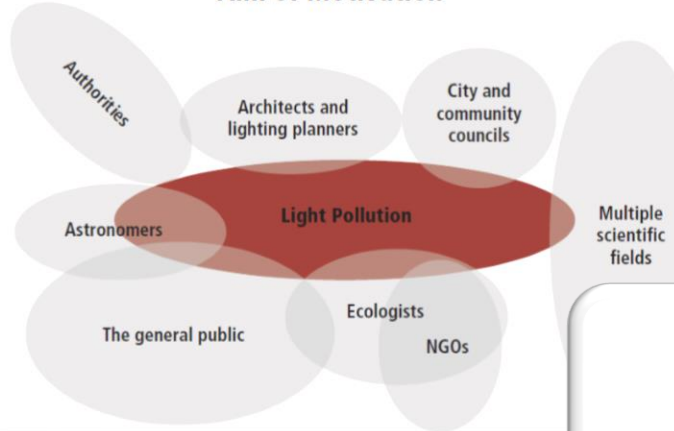 Authorities
Architects and
lighting planners
City and
community
councils
Light Pollution
Astronomers
Multiple
scientific
fields
The general public
Ecologists
NGOs